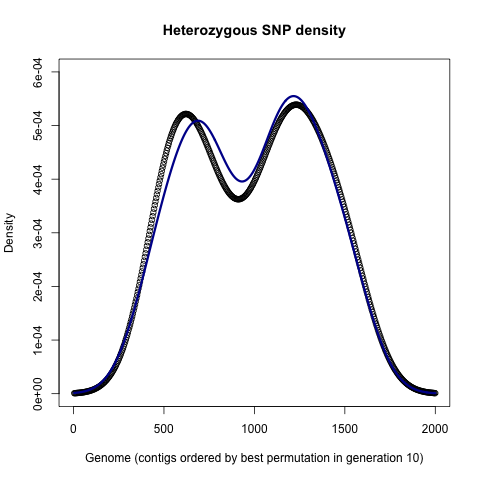 Heterozygous SNP density
6e-04
5e-04
4e-04
3e-04
2e-04
1e-04
0e+00
Density
0 500 1000 1500 2000
Genome (contigs ordered by best permutation in generation 10)